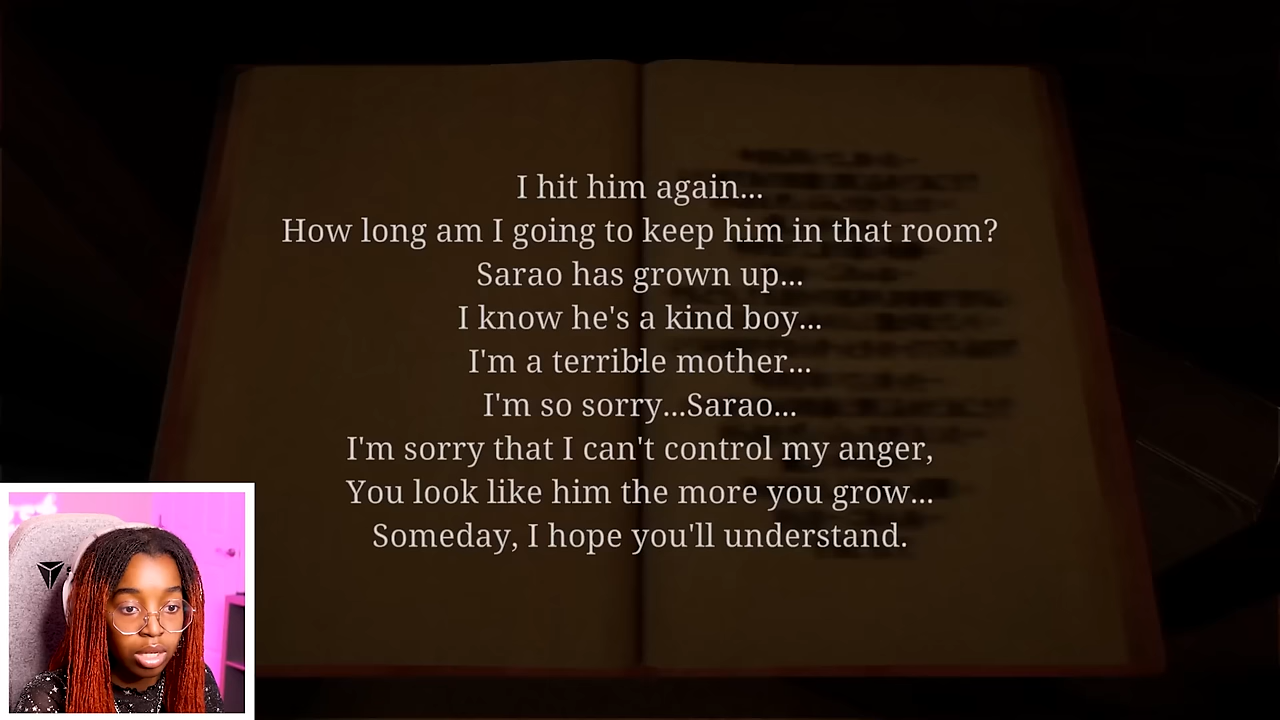 I hit him again...
How long am I going to keep him in that room?
Sarao has grown up...
I know he's a kind boy...
I'm a terrible mother...
I'm so sorry...Sarao...
I'm sorry that I can't control my anger,
You look like him the more you grow...
Someday, I hope you'll understand.